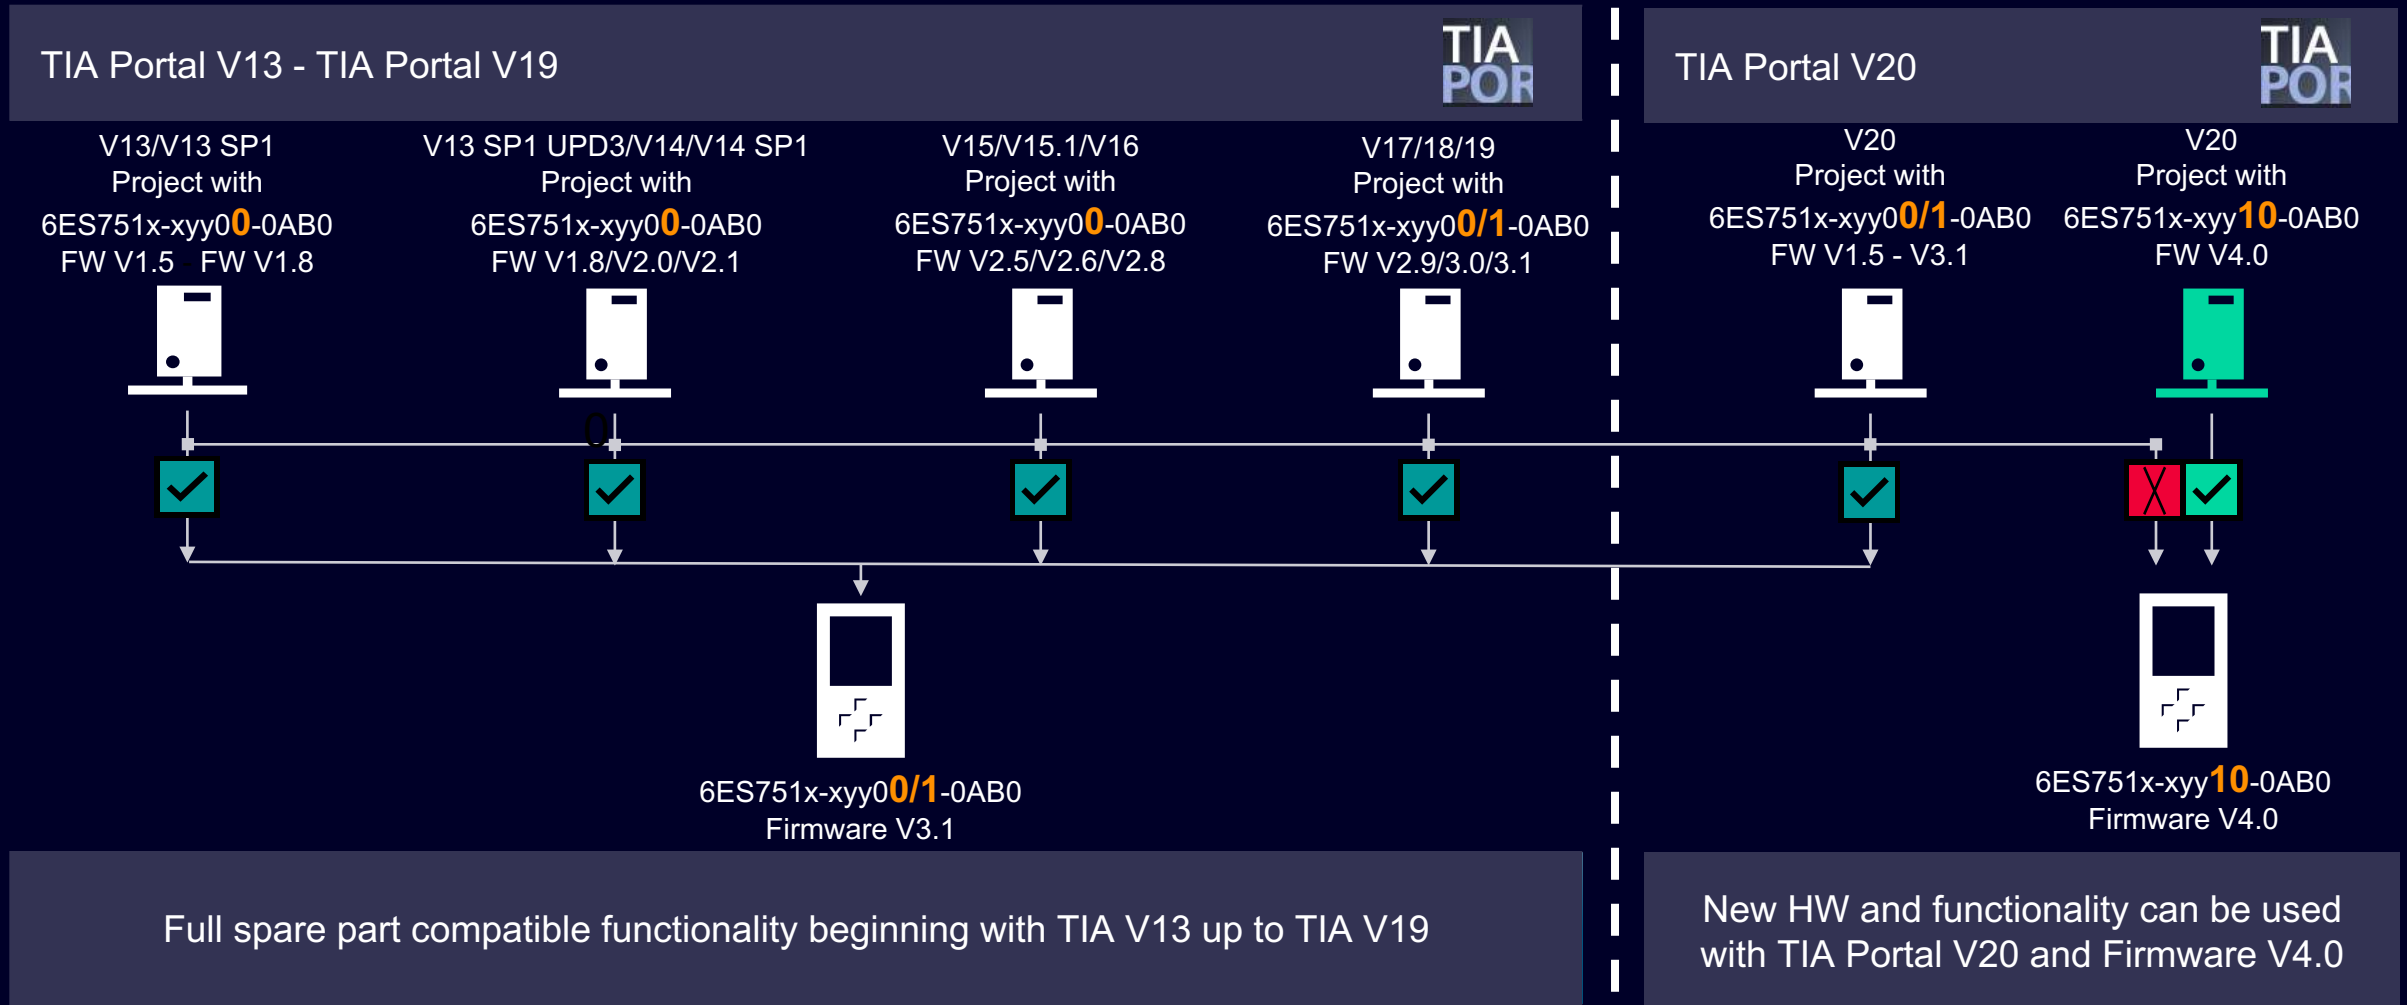 TIA Portal V13 - TIA Portal V19
TIA
POR
V13/V13 SP1
Project with
6ES751x-xyy00-0AB0
FW V1.5 - FW V1.8
V13 SP1 UPD3/V14/V14 SP1
Project with
6ES751x-xyy00-0AB0
FW V1.8/V2.0/V2.1
V15/V15.1/V16
Project with
6ES751x-xyy00-0AB0
FW V2.5/V2.6/V2.8
V17/18/19
Project with
6ES751x-xyy00/1-0AB0
FW V2.9/3.0/3.1
0
6ES751x-xyy00/1-0AB0
Firmware V3.1
Full spare part compatible functionality beginning with TIA V13 up to TIA V19
TIA Portal V20
TIA
POR
V20
Project with
6ES751x-xyy00/1-0AB0
FW V1.5 - V3.1
V20
Project with
6ES751x-xyy10-0AB0
FW V4.0
6ES751x-xyy10-0AB0
Firmware V4.0
New HW and functionality can be used
with TIA Portal V20 and Firmware V4.0